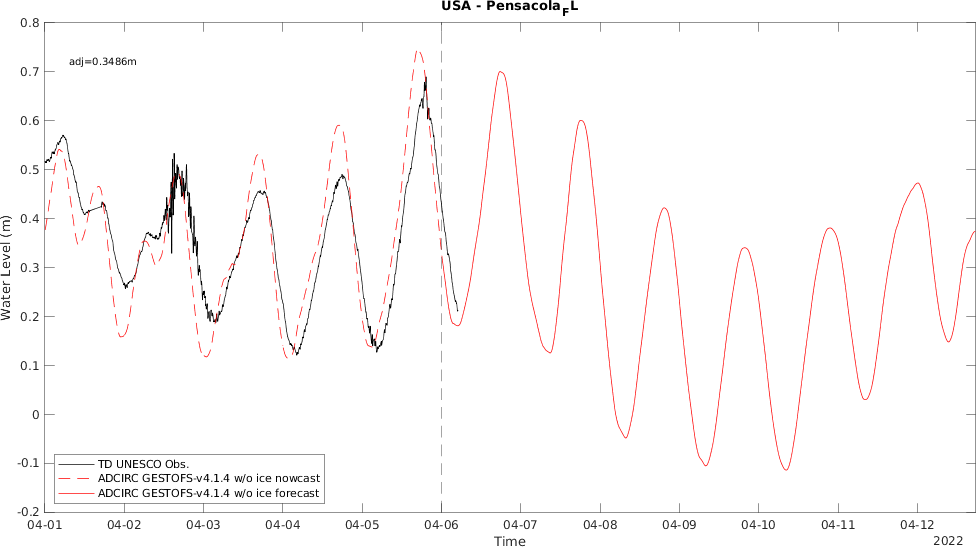 USA - Pensacola_FL
adj=0.3486m
0.8
0.7
0.6
0.5
0.4
0.3
0.2
0.1
0
-0.1
-0.2
Water Level (m)
TD UNESCO Obs.
ADCIRC GESTOFS-v4.1.4 w/o ice nowcast
ADCIRC GESTOFS-v4.1.4 w/o ice forecast
04-01 04-02 04-03 04-04 04-05 04-06 04-07 04-08 04-09 04-10 04-11 04-12
Time
2022